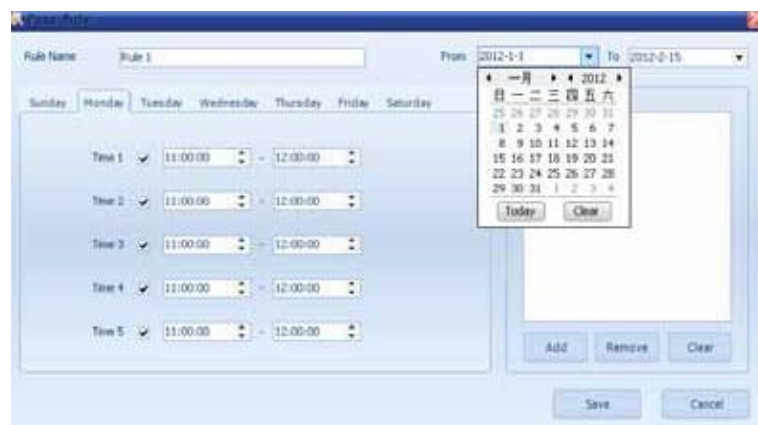 Pass Rule
Rule Name Rule 1 From 2012-1-1 To 2012-2-15
Sunday Monday Tuesday Wednesday Thursday Friday Saturday
一月 2012
日 一 二 三 四 五 六
25 26 27 28 29 30 31
1 2 3 4 5 6 7
8 9 10 11 12 13 14
15 16 17 18 19 20 21
22 23 24 25 26 27 28
29 30 31 1 2 3 4
Today Clear
Time 1 11:00:00 - 12:00:00
Time 2 11:00:00 - 12:00:00
Time 3 11:00:00 - 12:00:00
Time 4 11:00:00 - 12:00:00
Time 5 11:00:00 - 12:00:00
Add Remove Clear
Save Cancel